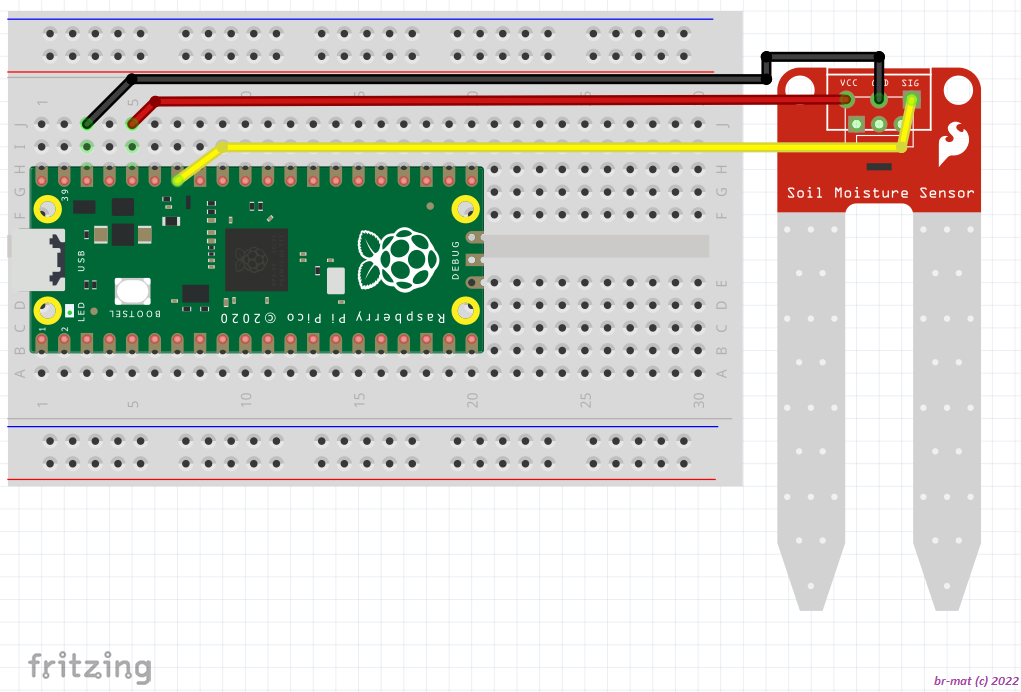 VCC GND SIG
1 5 10 15 20 25 30
J J
I I
H H
G G
F F
39
USB
DEBUG
Soil Moisture Sensor
E
BOOTSEL
LED
Raspberry Pi Pico ©2020
D D
C C
1 2
B B
A A
1 5 10 15 20 25 30
fritzing
br-mat (c) 2022